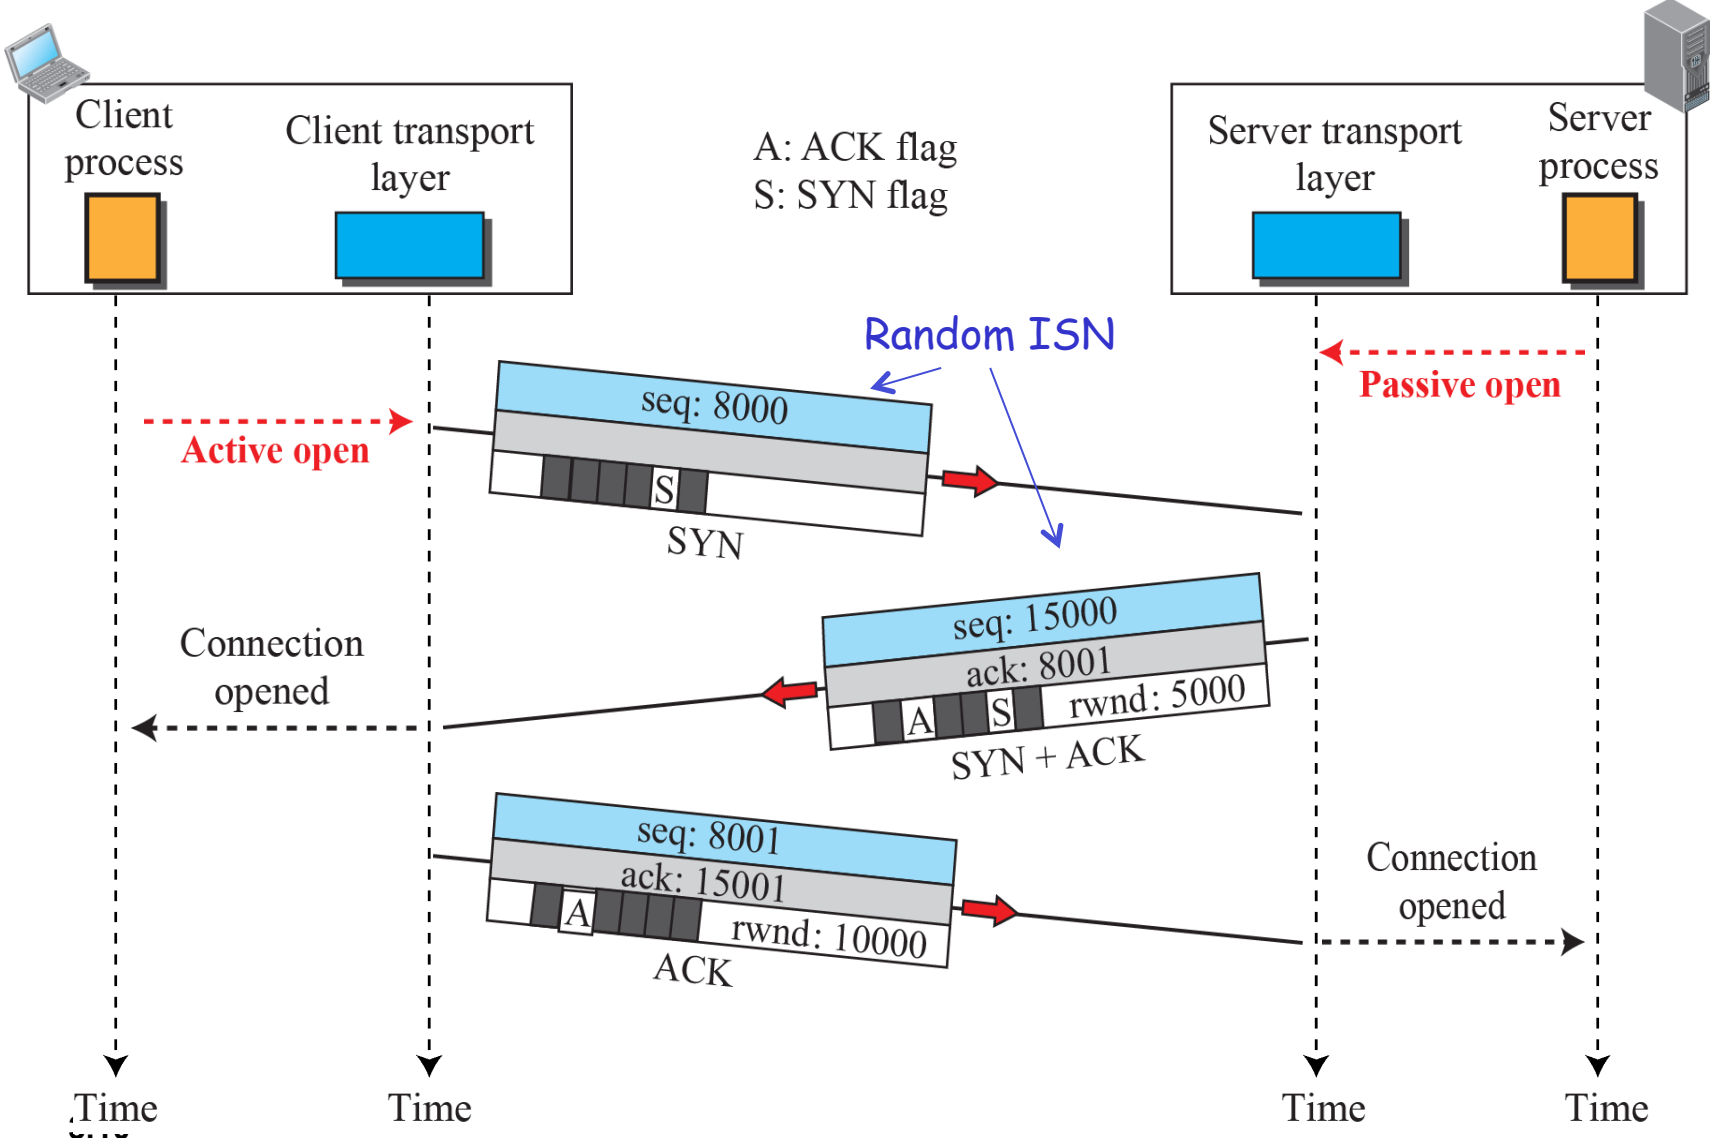 Client
process
Client transport
layer
A: ACK flag
S: SYN flag
Server transport
layer
Server
process
Random ISN
Passive open
Active open
seq: 8000
S
SYN
seq: 15000
ack: 8001
A
S
rwnd: 5000
SYN + ACK
Connection
opened
seq: 8001
ack: 15001
A
rwnd: 10000
ACK
Connection
opened
Time
Time
Time
Time